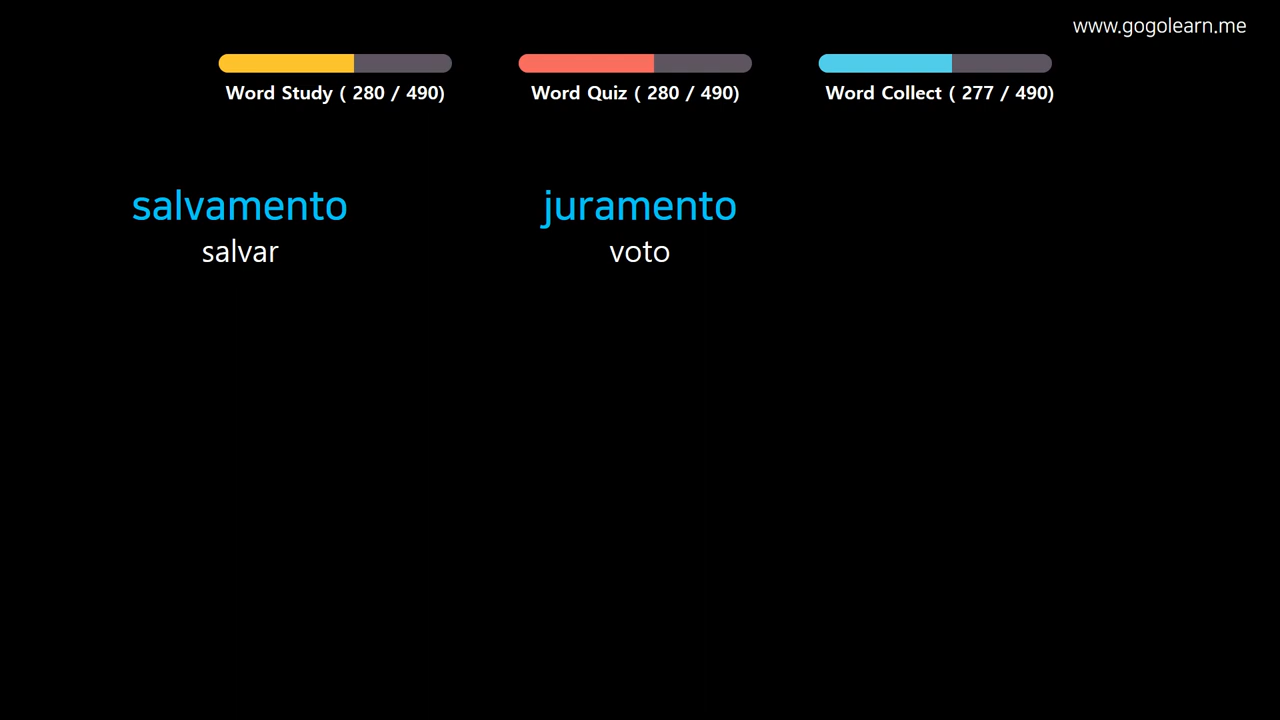 www.gogolearn.me
Word Study ( 280 / 490)
Word Quiz ( 280 / 490)
Word Collect ( 277 / 490)
salvamento
salvar
juramento
voto